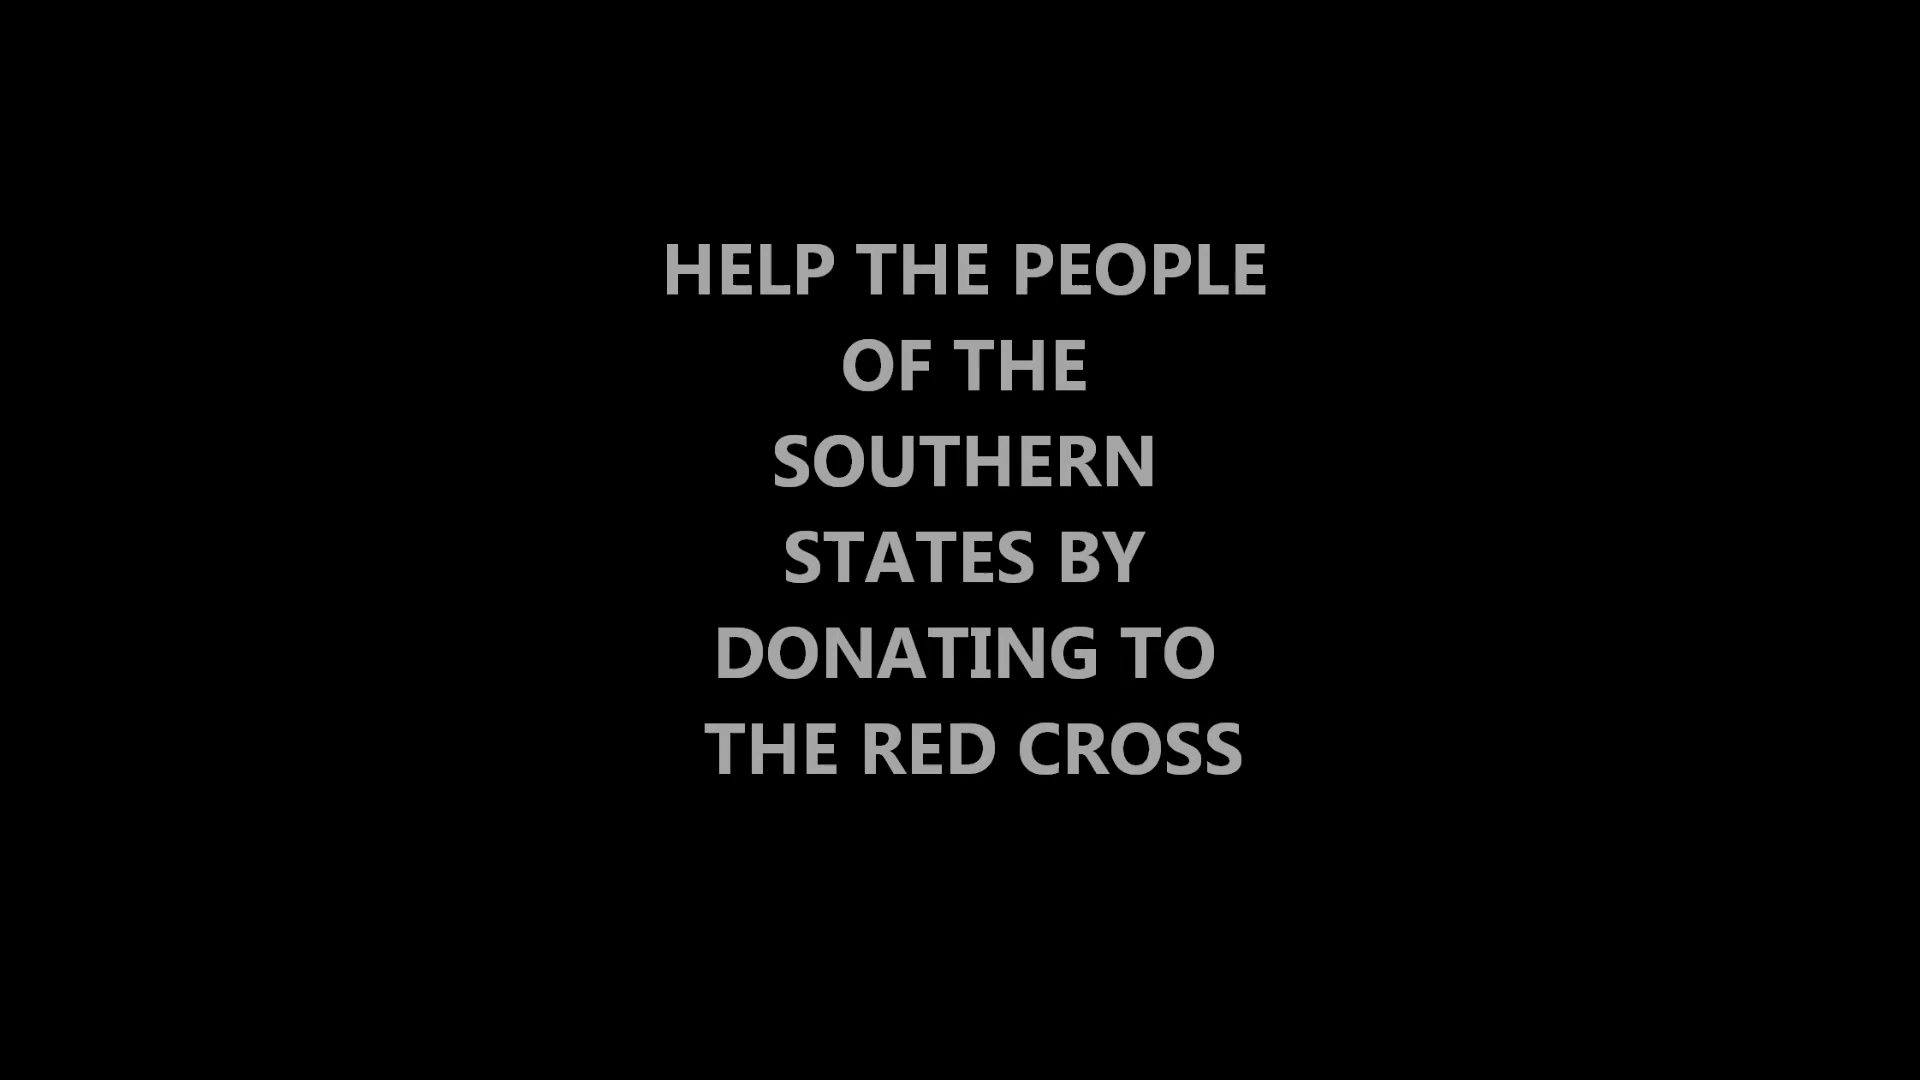 HELP THE PEOPLE
OF THE
SOUTHERN
STATES BY
DONATING TO
THE RED CROSS